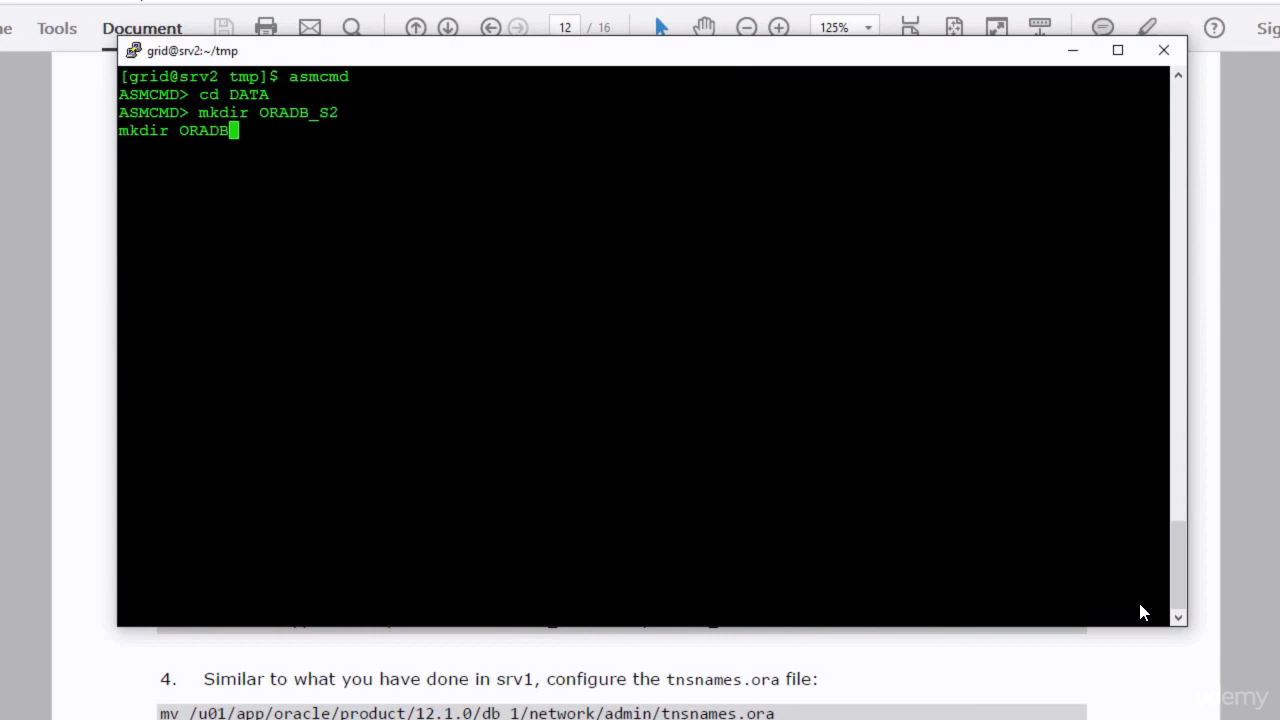 Tools
Document
12 / 16
125%
grid@srv2:~/tmp
[grid@srv2 tmp]$ asmcmd
ASMCMD> cd DATA
ASMCMD> mkdir ORADB_S2
mkdir ORADB
4. Similar to what you have done in srv1, configure the tnsnames.ora file:
mv /u01/app/oracle/product/12.1.0/db_1/network/admin/tnsnames.ora
udemy